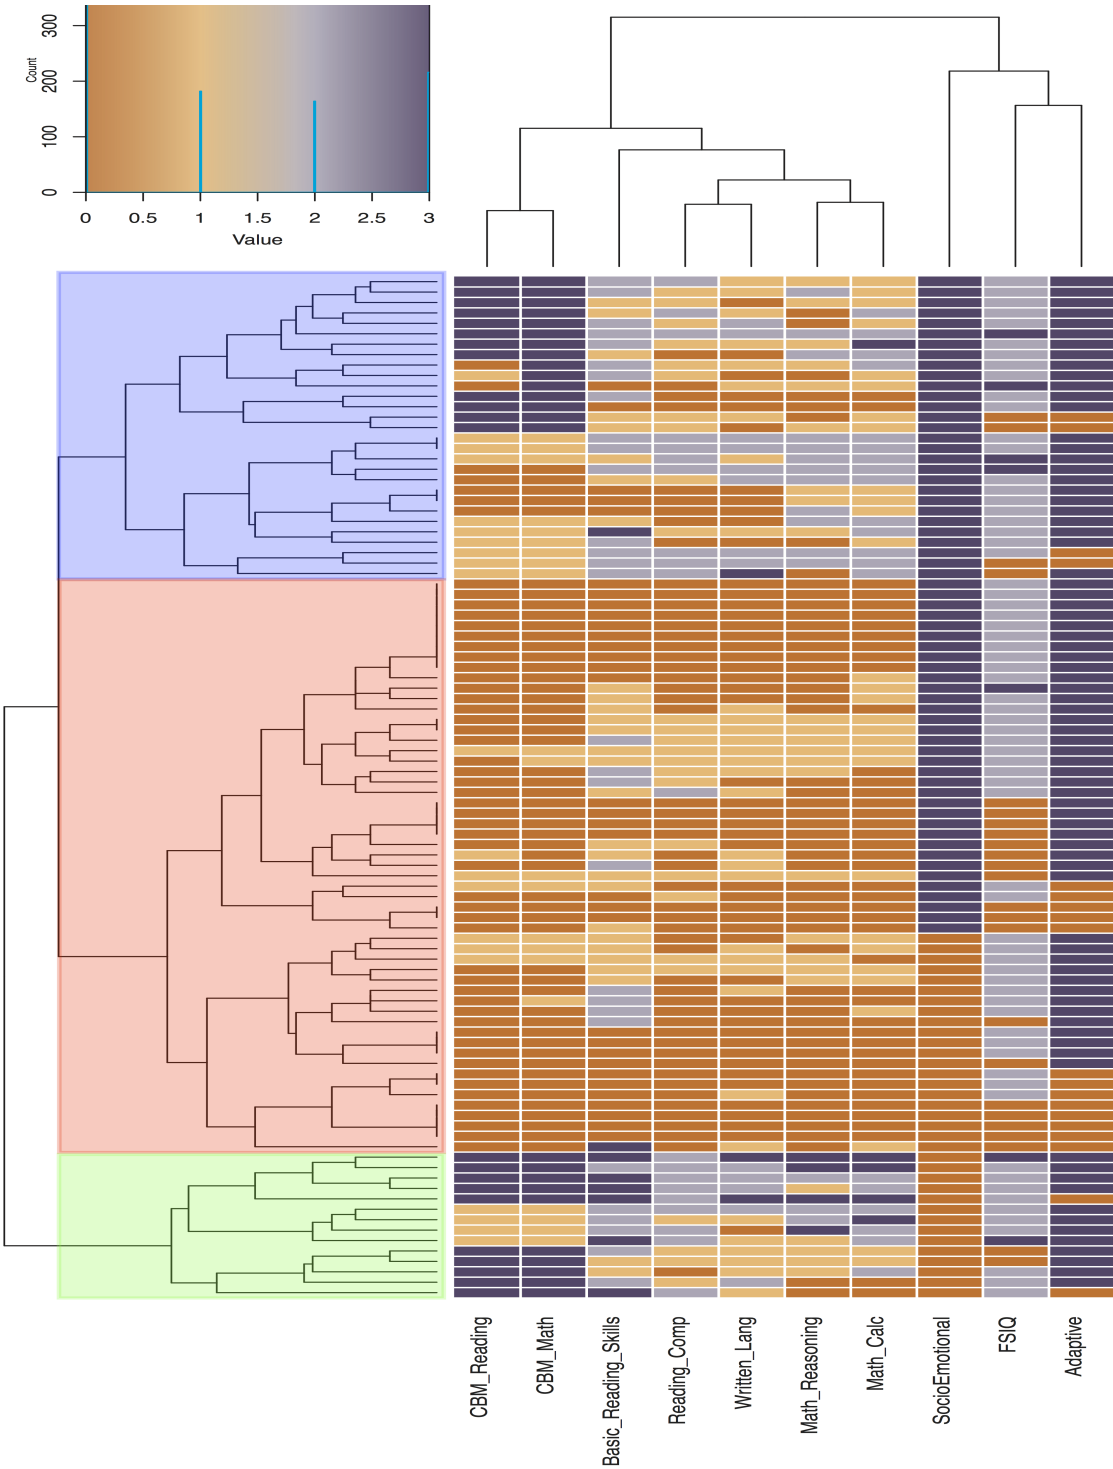 300
200
100
0
Count
0 0.5 1 1.5 2 2.5 3
Value
CBM_Reading
CBM_Math
Basic_Reading_Skills
Reading_Comp
Written_Lang
Math_Reasoning
Math_Calc
SocioEmotional
FSIQ
Adaptive